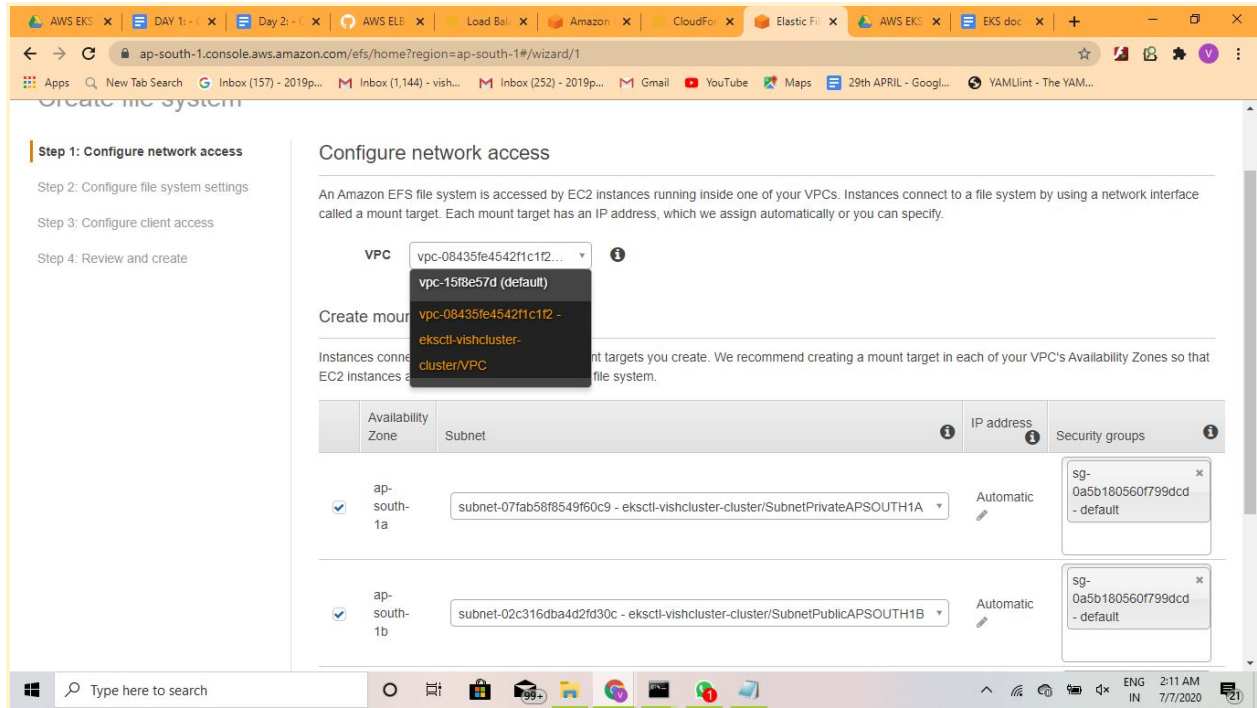 AWS EKS
DAY 1: -
Day 2: -
AWS ELB
Load Bal
Amazon
CloudFor
Elastic Fil
AWS EKS
EKS doc
ap-south-1.console.aws.amazon.com/efs/home?region=ap-south-1#/wizard/1
Apps
New Tab Search
Inbox (157) - 2019p...
Inbox (1,144) - vish...
Inbox (252) - 2019p...
Gmail
YouTube
Maps
29th APRIL - Googl...
YAMLlint - The YAM...
V
Create file system
Step 1: Configure network access
Step 2: Configure file system settings
Step 3: Configure client access
Step 4: Review and create
Configure network access
An Amazon EFS file system is accessed by EC2 instances running inside one of your VPCs. Instances connect to a file system by using a network interface
called a mount target. Each mount target has an IP address, which we assign automatically or you can specify.
VPC
vpc-08435fe4542f1c1f2...
vpc-15f8e57d (default)
vpc-08435fe4542f1c1f2 -
eksctl-vishcluster-
cluster/VPC
Create moun
Instances conne nt targets you create. We recommend creating a mount target in each of your VPC's Availability Zones so that
EC2 instances a file system.
Availability
Zone
Subnet
IP address
Security groups
ap-
south-
1a
subnet-07fab58f8549f60c9 - eksctl-vishcluster-cluster/SubnetPrivateAPSOUTH1A
Automatic
sg-
0a5b180560f799dcd
- default
ap-
south-
1b
subnet-02c316dba4d2fd30c - eksctl-vishcluster-cluster/SubnetPublicAPSOUTH1B
Automatic
sg-
0a5b180560f799dcd
- default
Type here to search
99+
ENG
IN
2:11 AM
7/7/2020
21